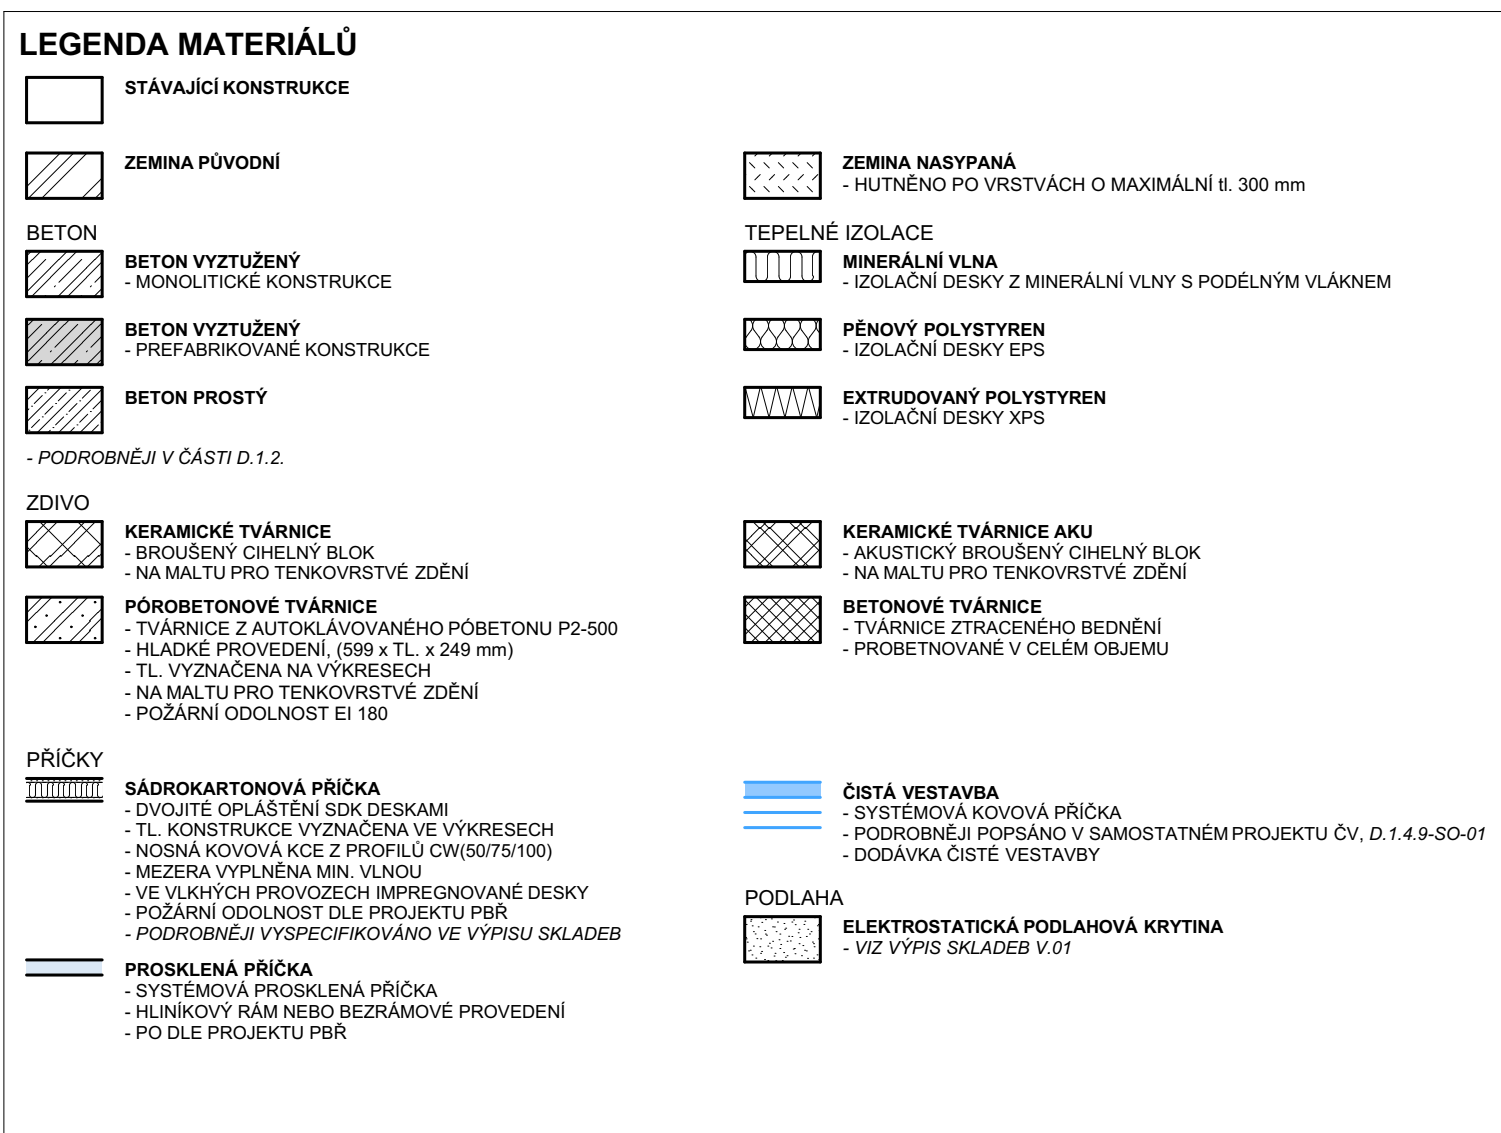 LEGENDA MATERIÁLŮ
STÁVAJÍCÍ KONSTRUKCE
ZEMINA PŮVODNÍ
ZEMINA NASYPANÁ
- HUTNĚNO PO VRSTVÁCH O MAXIMÁLNÍ tl. 300 mm
BETON
BETON VYZTUŽENÝ
- MONOLITICKÉ KONSTRUKCE
BETON VYZTUŽENÝ
- PREFABRIKOVANÉ KONSTRUKCE
BETON PROSTÝ
- PODROBNĚJI V ČÁSTI D.1.2.
TEPELNÉ IZOLACE
MINERÁLNÍ VLNA
- IZOLAČNÍ DESKY Z MINERÁLNÍ VLNY S PODÉLNÝM VLÁKNEM
PĚNOVÝ POLYSTYREN
- IZOLAČNÍ DESKY EPS
EXTRUDOVANÝ POLYSTYREN
- IZOLAČNÍ DESKY XPS
ZDIVO
KERAMICKÉ TVÁRNICE
- BROUŠENÝ CIHELNÝ BLOK
- NA MALTU PRO TENKOVRSTVÉ ZDĚNÍ
PÓROBETONOVÉ TVÁRNICE
- TVÁRNICE Z AUTOKLÁVOVANÉHO PÓBETONU P2-500
- HLADKÉ PROVEDENÍ, (599 x TL. x 249 mm)
- TL. VYZNAČENA NA VÝKRESECH
- NA MALTU PRO TENKOVRSTVÉ ZDĚNÍ
- POŽÁRNÍ ODOLNOST EI 180
KERAMICKÉ TVÁRNICE AKU
- AKUSTICKÝ BROUŠENÝ CIHELNÝ BLOK
- NA MALTU PRO TENKOVRSTVÉ ZDĚNÍ
BETONOVÉ TVÁRNICE
- TVÁRNICE ZTRACENÉHO BEDNĚNÍ
- PROBETNOVANÉ V CELÉM OBJEMU
PŘÍČKY
SÁDROKARTONOVÁ PŘÍČKA
- DVOJITÉ OPLÁŠTĚNÍ SDK DESKAMI
- TL. KONSTRUKCE VYZNAČENA VE VÝKRESECH
- NOSNÁ KOVOVÁ KCE Z PROFILŮ CW(50/75/100)
- MEZERA VYPLNĚNA MIN. VLNOU
- VE VLKHÝCH PROVOZECH IMPREGNOVANÉ DESKY
- POŽÁRNÍ ODOLNOST DLE PROJEKTU PBŘ
- PODROBNĚJI VYSPECIFIKOVÁNO VE VÝPISU SKLADEB
PROSKLENÁ PŘÍČKA
- SYSTÉMOVÁ PROSKLENÁ PŘÍČKA
- HLINÍKOVÝ RÁM NEBO BEZRÁMOVÉ PROVEDENÍ
- PO DLE PROJEKTU PBŘ
ČISTÁ VESTAVBA
- SYSTÉMOVÁ KOVOVÁ PŘÍČKA
- PODROBNĚJI POPSÁNO V SAMOSTATNÉM PROJEKTU ČV, D.1.4.9-SO-01
- DODÁVKA ČISTÉ VESTAVBY
PODLAHA
ELEKTROSTATICKÁ PODLAHOVÁ KRYTINA
- VIZ VÝPIS SKLADEB V.01